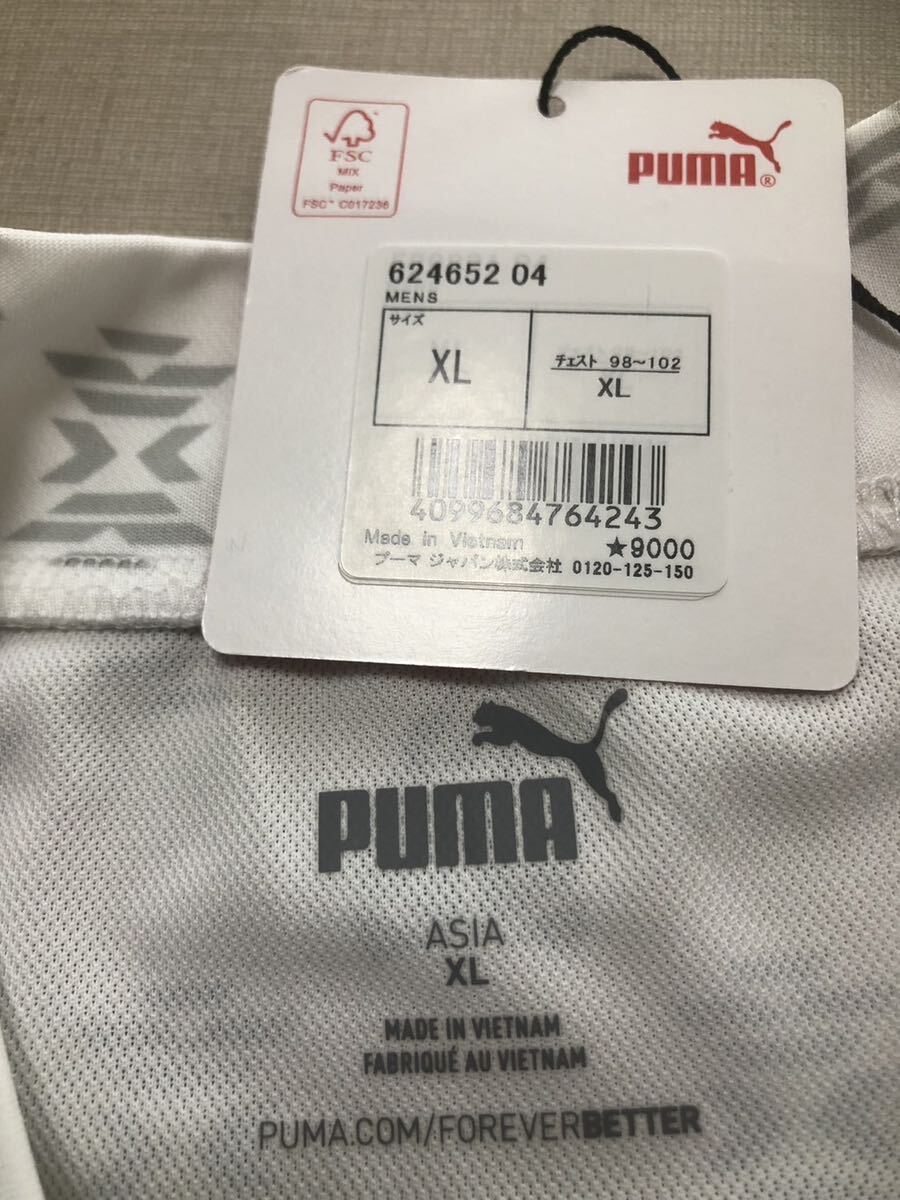 FSC
MIX
Paper
FSC™ C017236
PUMA®
624652 04
MENS
サイズ
XL
チェスト 98～102
XL
4099684764243
Made in Vietnam
★9000
プーマ ジャパン株式会社 0120-125-150
PUMA
ASIA
XL
MADE IN VIETNAM
FABRIQUÉ AU VIETNAM
PUMA.COM/FOREVERBETTER